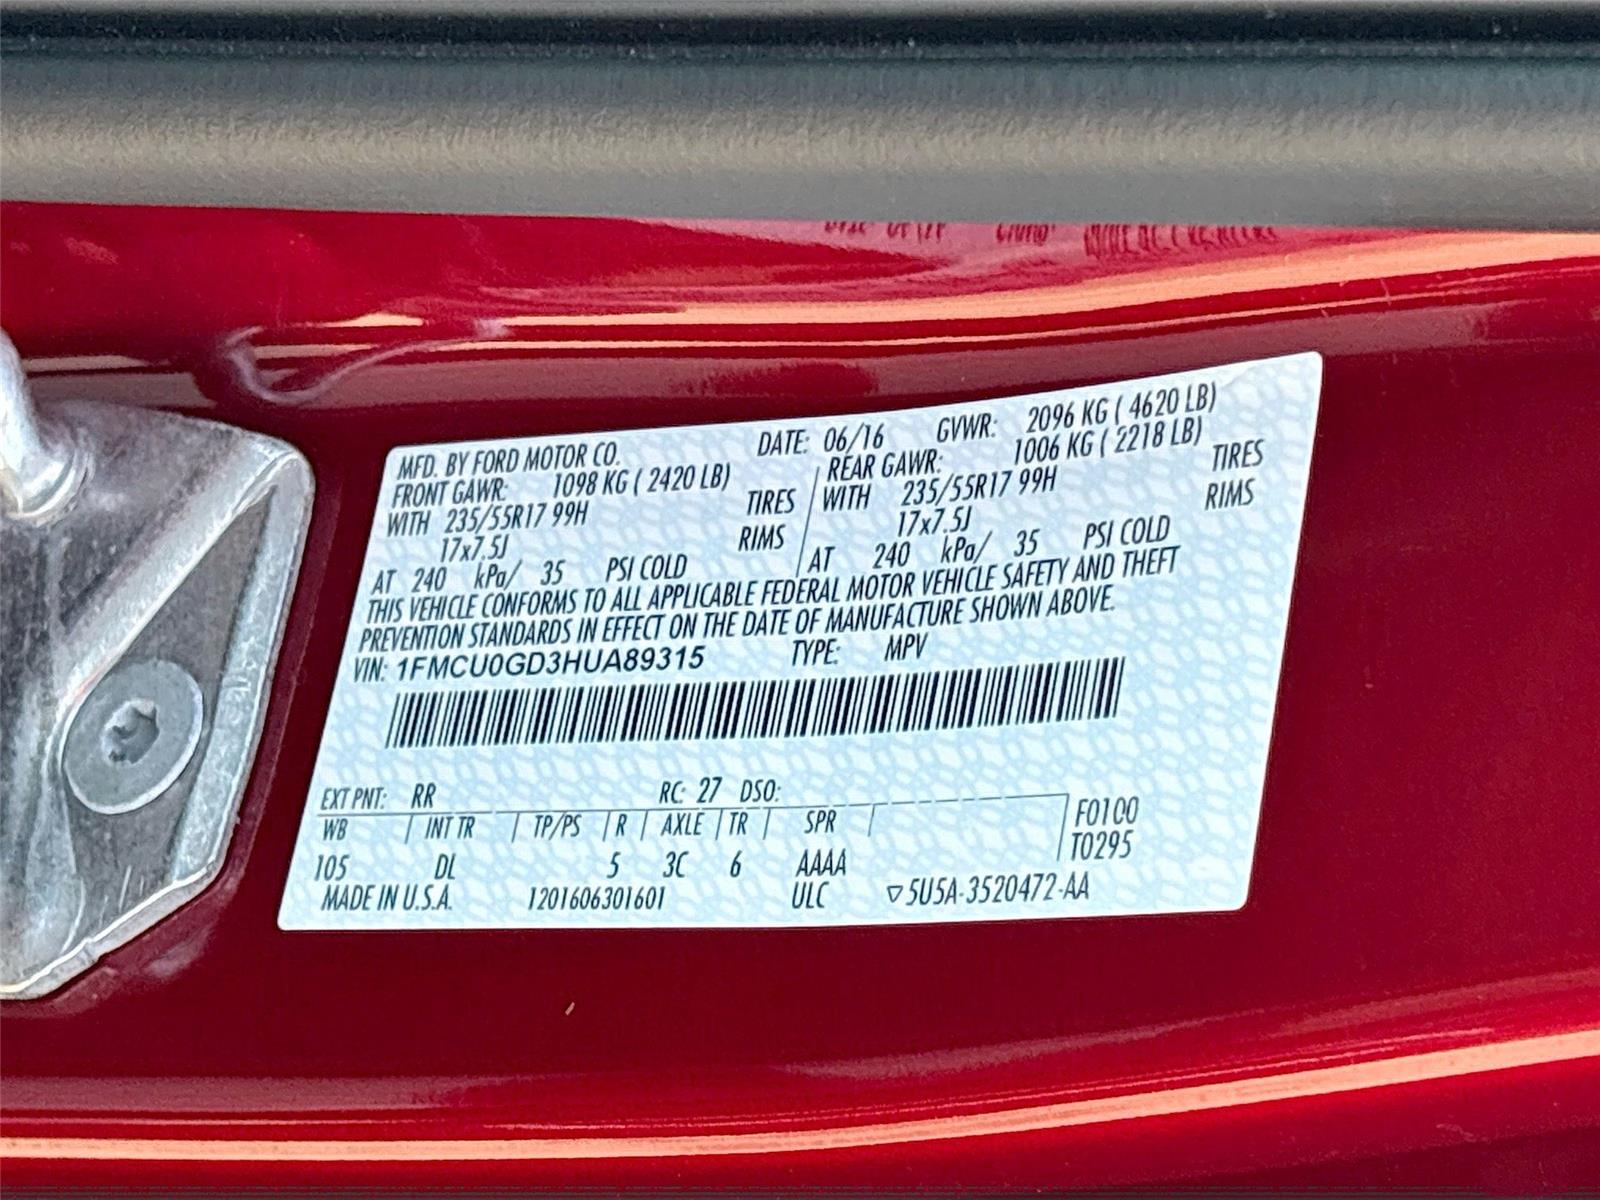 MFD. BY FORD MOTOR CO. DATE: 06/16 GVWR: 2096 KG ( 4620 LB)
FRONT GAWR: 1098 KG ( 2420 LB) REAR GAWR: 1006 KG ( 2218 LB)
WITH 235/55R17 99H TIRES WITH 235/55R17 99H TIRES
17x7.5J RIMS 17x7.5J RIMS
AT 240 kPa/ 35 PSI COLD AT 240 kPa/ 35 PSI COLD
THIS VEHICLE CONFORMS TO ALL APPLICABLE FEDERAL MOTOR VEHICLE SAFETY AND THEFT
PREVENTION STANDARDS IN EFFECT ON THE DATE OF MANUFACTURE SHOWN ABOVE.
VIN: 1FMCU0GD3HUA89315 TYPE: MPV
EXT PNT: RR RC: 27 DSO:
WB INT TR TP/PS R AXLE TR SPR F0100
105 DL 5 3C 6 AAAA T0295
MADE IN U.S.A. 1201606301601 ULC ▽5U5A-3520472-AA